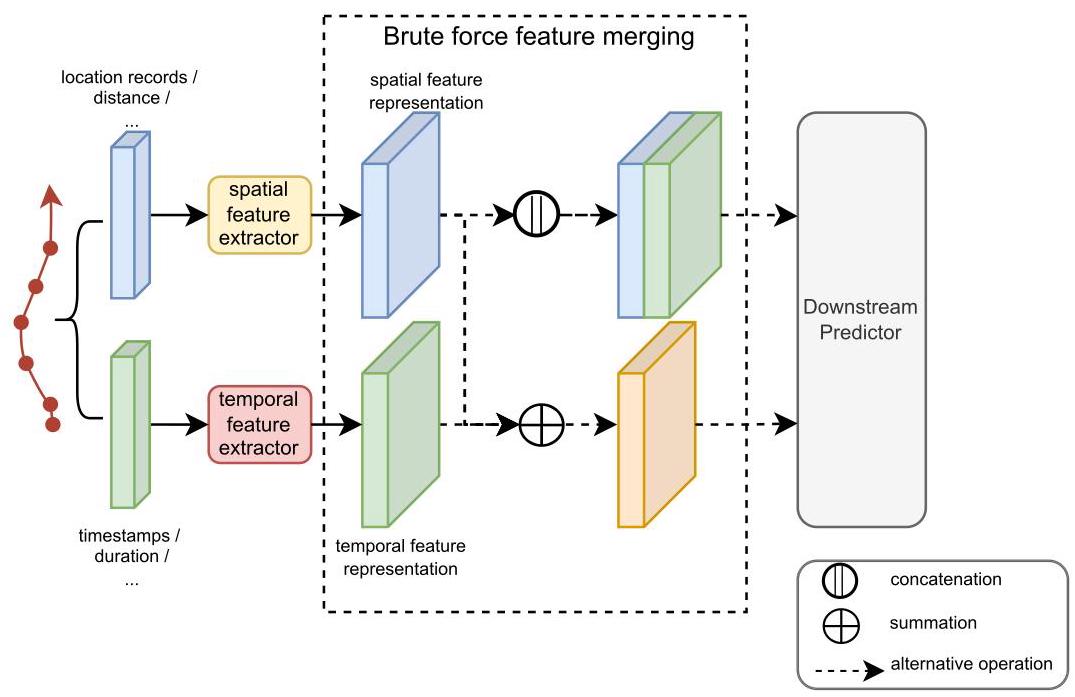 Brute force feature merging
location records /
distance /
...
spatial feature
representation
spatial
feature
extractor
Downstream
Predictor
temporal
feature
extractor
timestamps /
duration /
...
temporal feature
representation
concatenation
summation
alternative operation